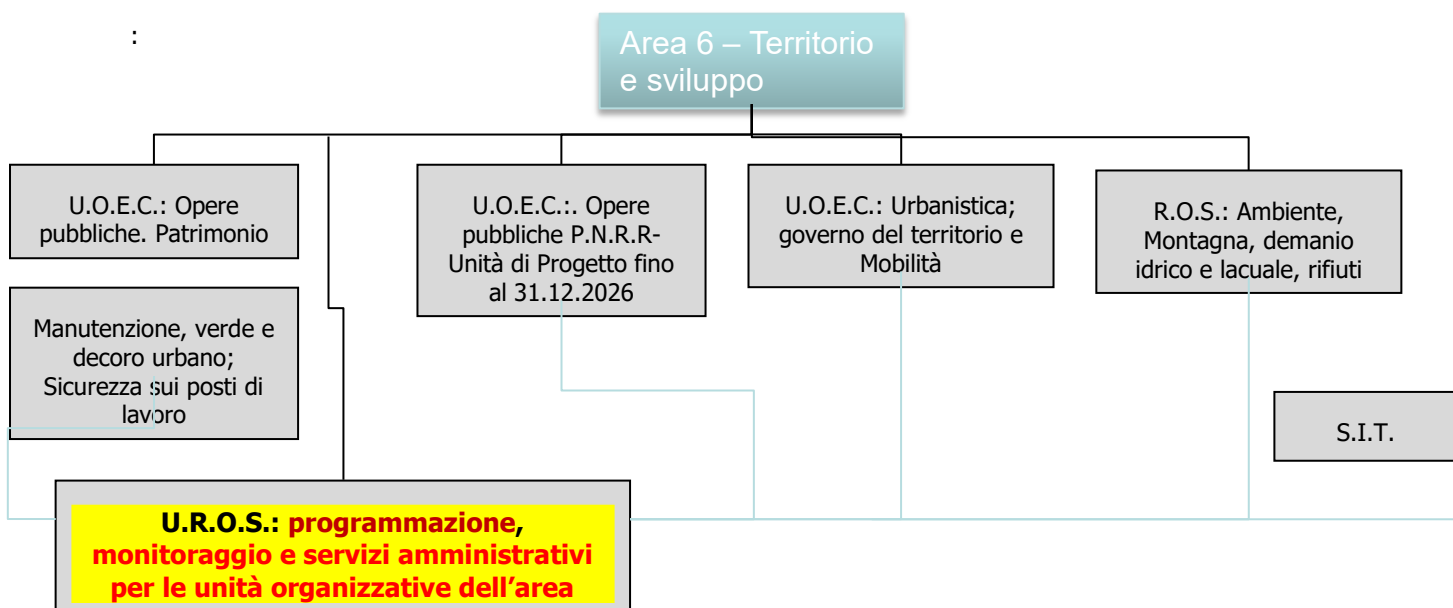 :
Area 6 – Territorio
e sviluppo
U.O.E.C.: Opere
pubbliche. Patrimonio
U.O.E.C.:. Opere
pubbliche P.N.R.R-
Unità di Progetto fino
al 31.12.2026
U.O.E.C.: Urbanistica;
governo del territorio e
Mobilità
R.O.S.: Ambiente,
Montagna, demanio
idrico e lacuale, rifiuti
Manutenzione, verde e
decoro urbano;
Sicurezza sui posti di
lavoro
S.I.T.
U.R.O.S.: programmazione,
monitoraggio e servizi amministrativi
per le unità organizzative dell’area